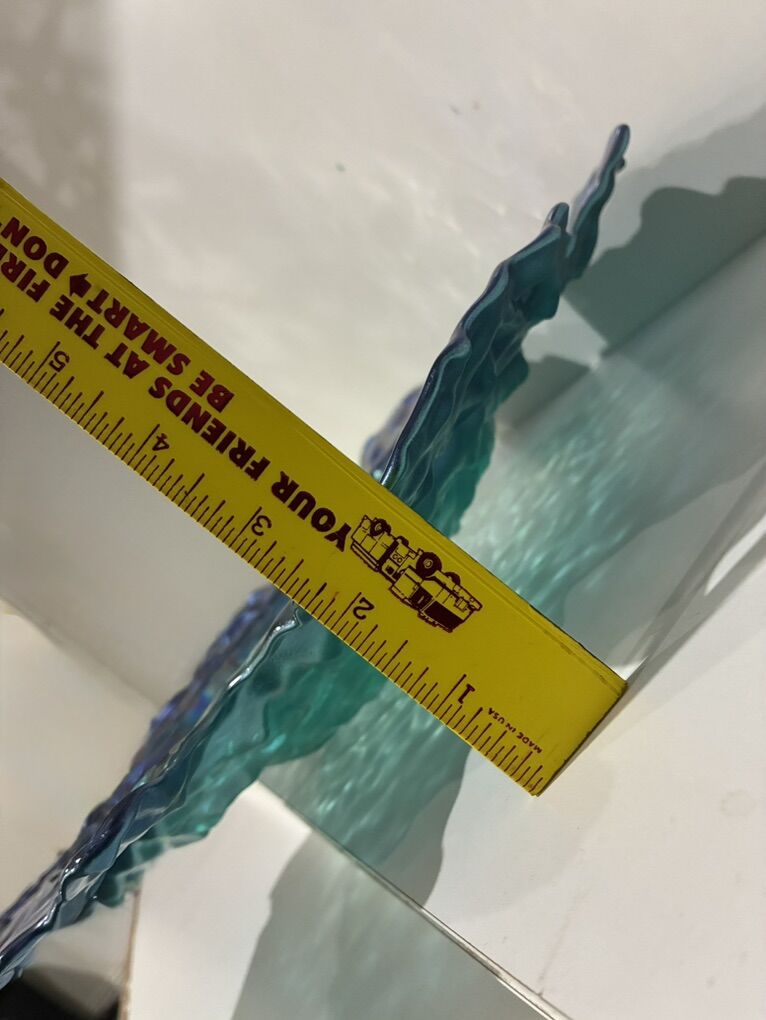 YOUR FRIENDS AT THE FIRE
BE SMART DON'
1 2 3 4 5
MADE IN USA